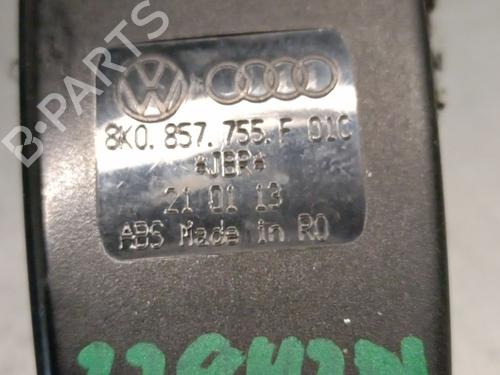 8K0.857.755.F 01C
*JBR*
21 01 13
ABS Made in RO
B-PARTS